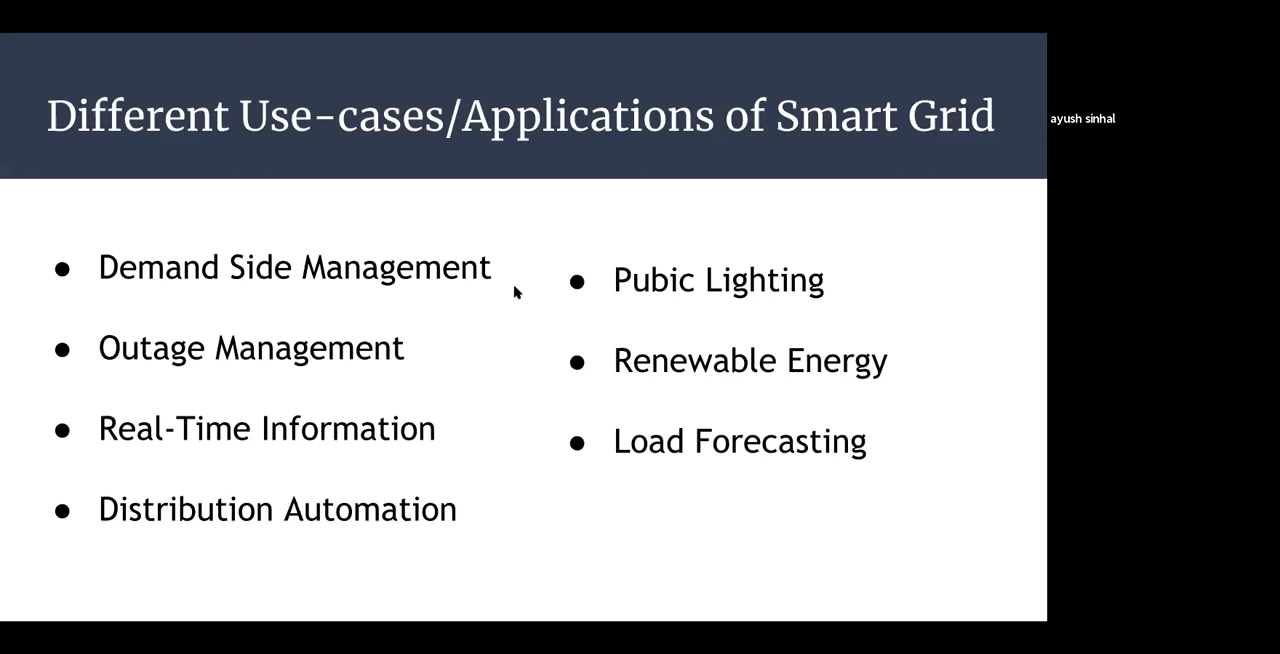 Different Use-cases/Applications of Smart Grid
ayush sinhal
● Demand Side Management
● Outage Management
● Real-Time Information
● Distribution Automation
● Pubic Lighting
● Renewable Energy
● Load Forecasting